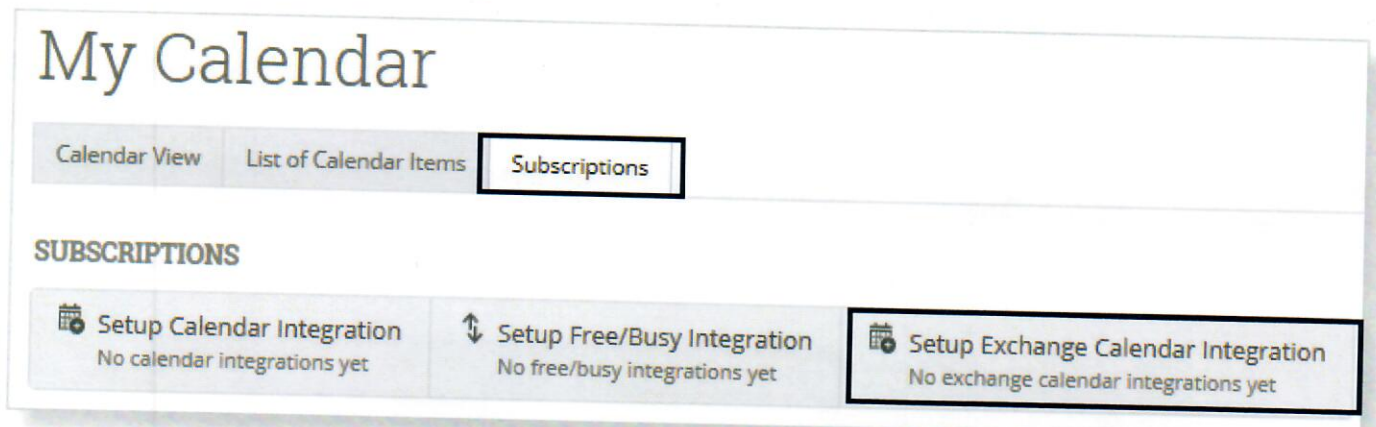 My Calendar
Calendar View List of Calendar Items Subscriptions
SUBSCRIPTIONS
Setup Calendar Integration Setup Free/Busy Integration Setup Exchange Calendar Integration
No calendar integrations yet No free/busy integrations yet No exchange calendar integrations yet